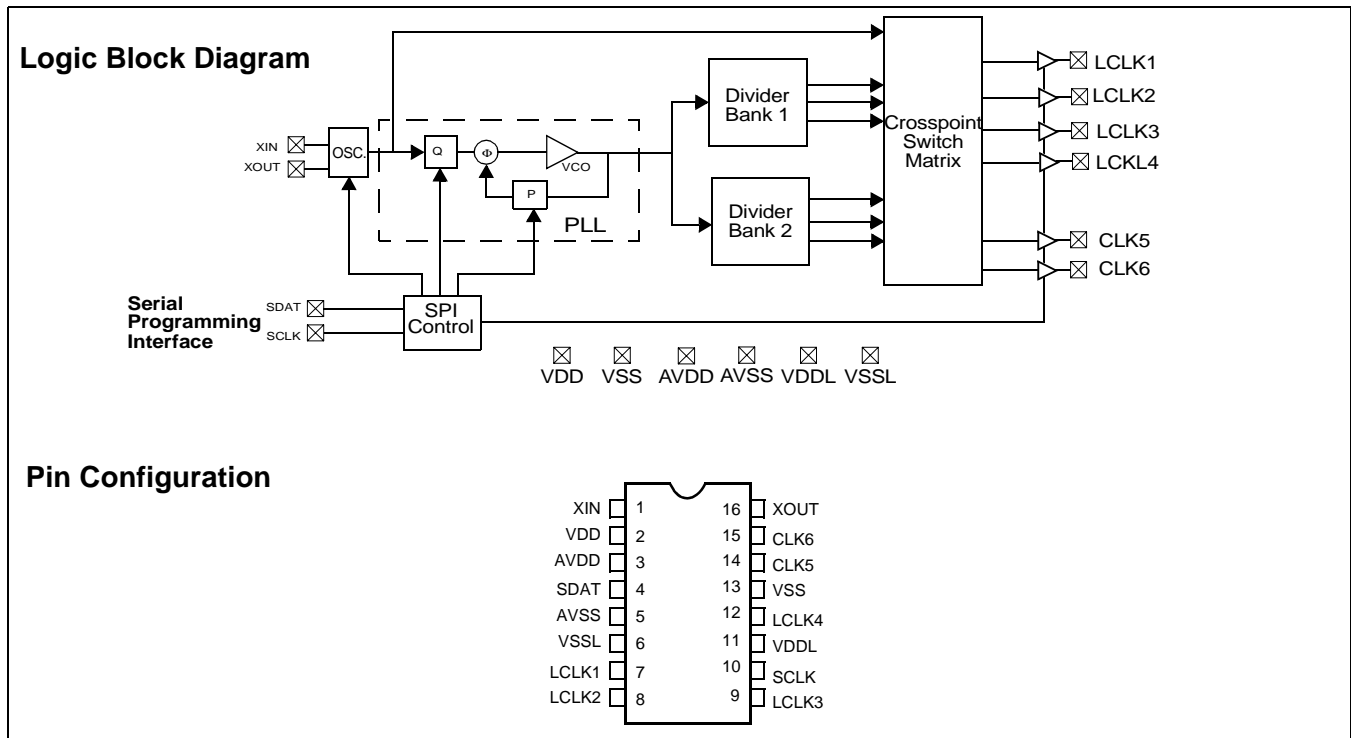 Logic Block Diagram
XIN
XOUT
OSC.
Q
Φ
VCO
P
PLL
Divider
Bank 1
Divider
Bank 2
Crosspoint
Switch
Matrix
LCLK1
LCLK2
LCLK3
LCKL4
CLK5
CLK6
Serial
Programming
Interface
SDAT
SCLK
SPI
Control
VDD
VSS
AVDD
AVSS
VDDL
VSSL
Pin Configuration
XIN 1 16 XOUT
VDD 2 15 CLK6
AVDD 3 14 CLK5
SDAT 4 13 VSS
AVSS 5 12 LCLK4
VSSL 6 11 VDDL
LCLK1 7 10 SCLK
LCLK2 8 9 LCLK3